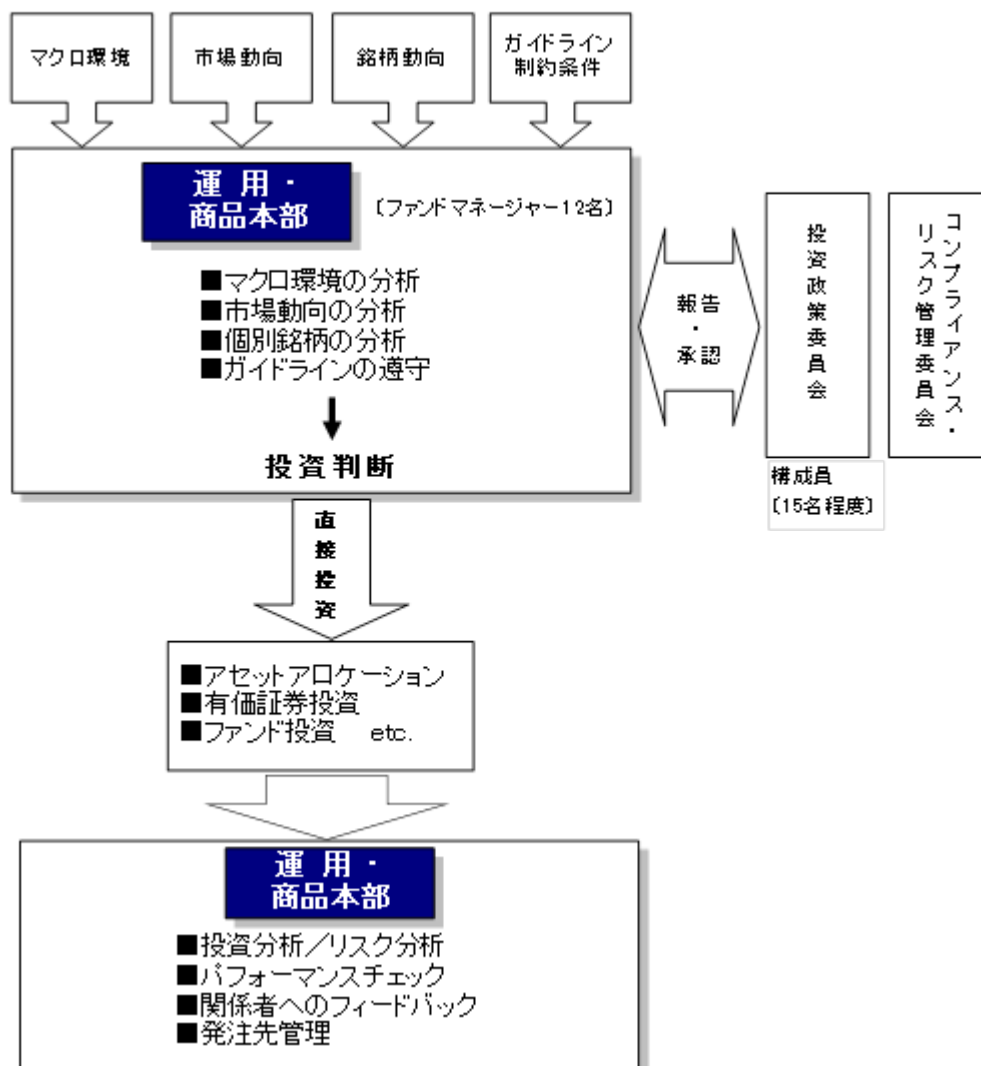 マクロ環境
市場動向
銘柄動向
ガイドライン
制約条件
運 用・
商品本部
〔ファンドマネージャー12名〕
■マクロ環境の分析
■市場動向の分析
■個別銘柄の分析
■ガイドラインの遵守
投資判断
報告
・
承認
投資政策委員会
コンプライアンス・
リスク管理委員会
構成員
〔15名程度〕
直接投資
■アセットアロケーション
■有価証券投資
■ファンド投資 etc.
運 用・
商品本部
■投資分析／リスク分析
■パフォーマンスチェック
■関係者へのフィードバック
■発注先管理